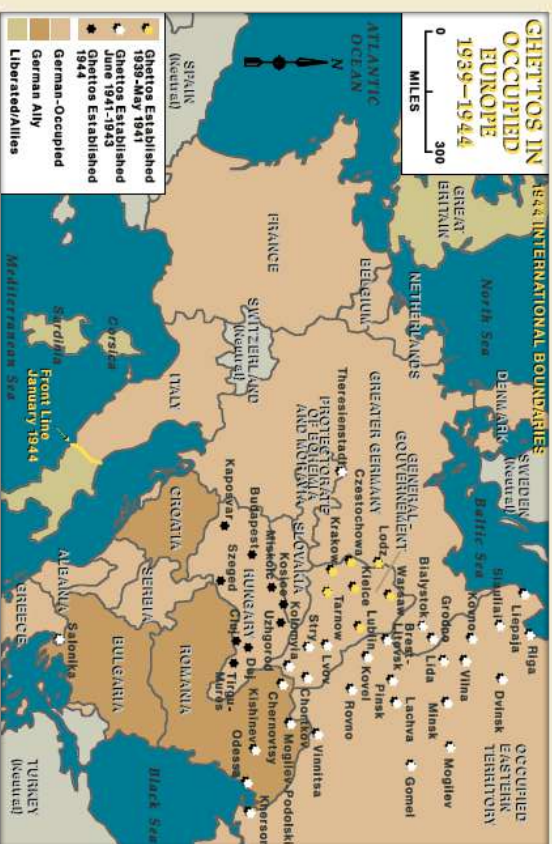 GHETTOS IN
OCCUPIED
EUROPE
1939–1944
0
300
MILES
1944 INTERNATIONAL BOUNDARIES
ATLANTIC
OCEAN
N
SPAIN
(Neutral)
GREAT
BRITAIN
North Sea
DENMARK
SWEDEN
(Neutral)
Baltic Sea
NETHERLANDS
BELGIUM
FRANCE
SWITZERLAND
(Neutral)
ITALY
Corsica
Sardinia
Mediterranean Sea
Front Line
January 1944
GREATER GERMANY
GENERAL-
GOUVERNEMENT
PROTECTORATE
OF BOHEMIA
AND MORAVIA
SLOVAKIA
HUNGARY
CROATIA
SERBIA
ALBANIA
GREECE
BULGARIA
ROMANIA
Black Sea
TURKEY
(Neutral)
OCCUPIED
EASTERN
TERRITORY
Riga
Liepaja
Siauliai
Dvinsk
Kovno
Vilna
Grodno
Lida
Minsk
Mogilev
Bialystok
Brest-
Litovsk
Pinsk
Lachva
Gomel
Lodz
Warsaw
Lublin
Kovel
Rovno
Czestochowa
Kielce
Theresienstadt
Krakow
Tarnow
Lvov
Stry
Chortkov
Vinnitsa
Kolomyia
Kosice
Uzhgorod
Chernovtsy
Mogilev-Podolski
Miskolc
Budapest
Dej
Kishinev
Kaposvar
Szeged
Cluj
Tirgu-
Mures
Odessa
Kherson
Salonika
Ghettos Established
1939-May 1941
Ghettos Established
June 1941-1943
Ghettos Established
1944
German-Occupied
German Ally
Liberated/Allies